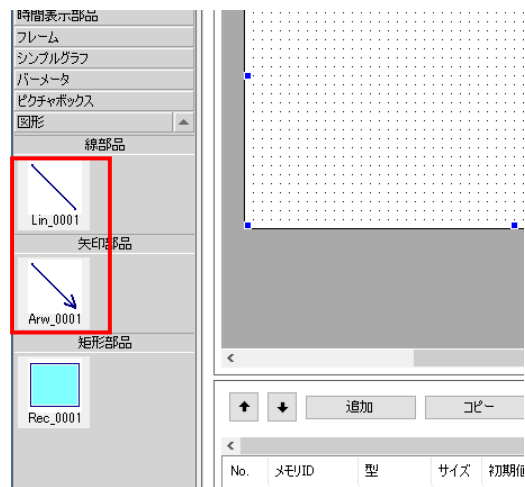 時間表示部品
フレーム
シンプルグラフ
バーメータ
ピクチャボックス
図形
線部品
Lin_0001
矢印部品
Arw_0001
矩形部品
Rec_0001
追加 コピー
No. メモリID 型 サイズ 初期値